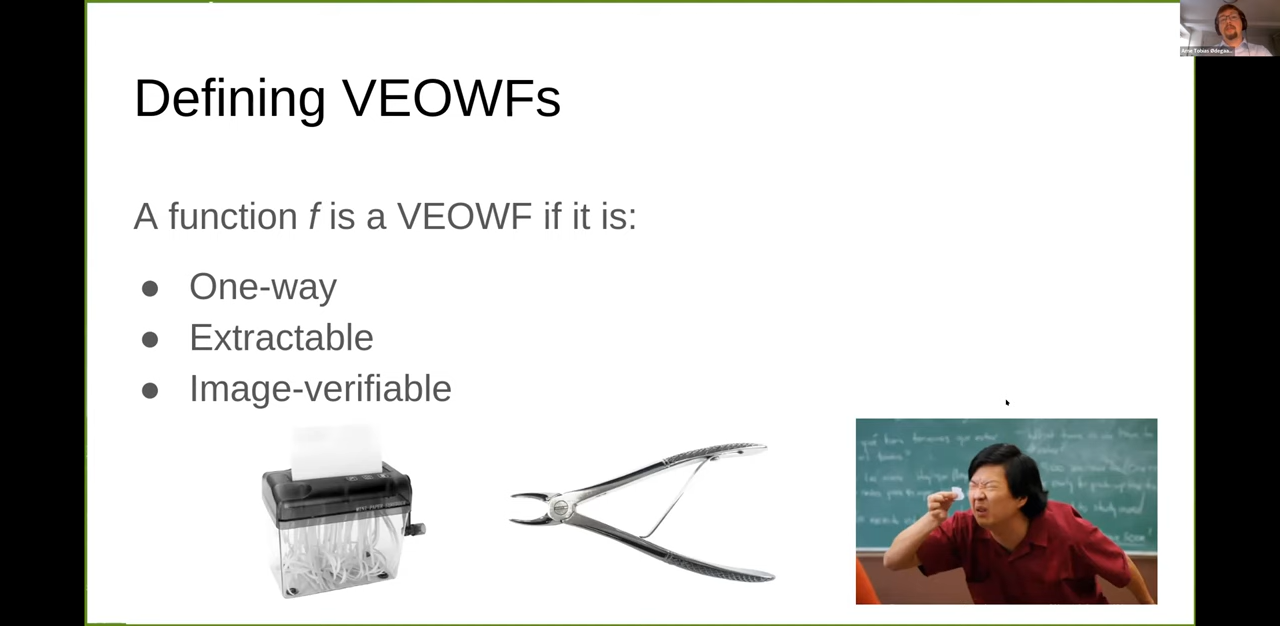 Defining VEOWFs
A function f is a VEOWF if it is:
● One-way
● Extractable
● Image-verifiable